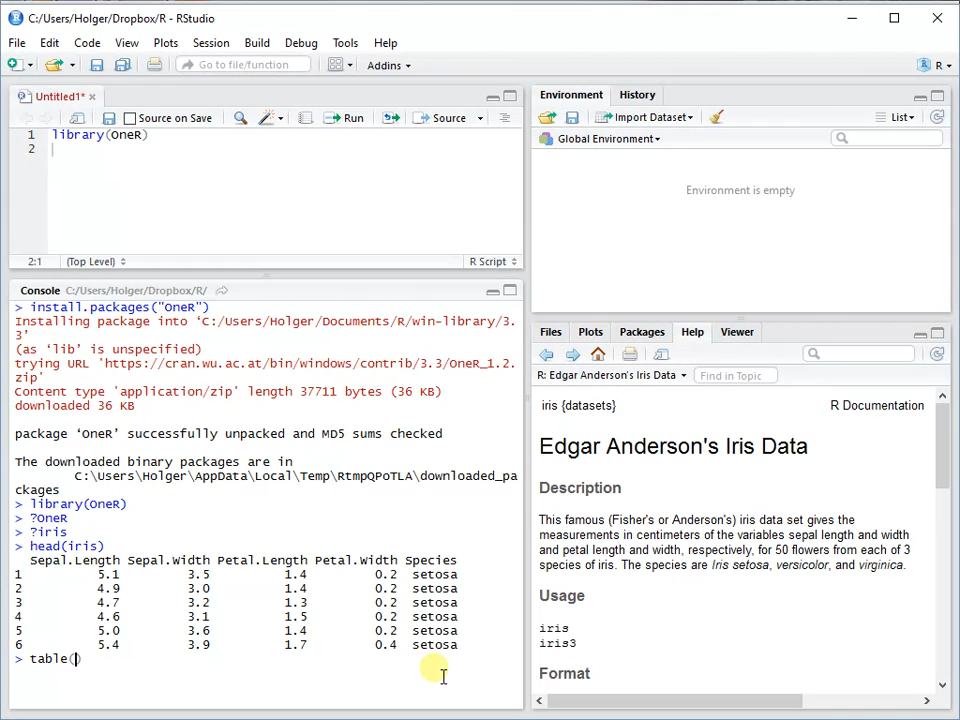 C:/Users/Holger/Dropbox/R - RStudio
File Edit Code View Plots Session Build Debug Tools Help
Go to file/function Addins R
Untitled1*
Source on Save Run Source
1 library(OneR)
2
2:1 (Top Level) R Script
Console C:/Users/Holger/Dropbox/R/
> install.packages("OneR")
Installing package into ‘C:/Users/Holger/Documents/R/win-library/3.
3’
(as ‘lib’ is unspecified)
trying URL 'https://cran.wu.ac.at/bin/windows/contrib/3.3/OneR_1.2.
zip'
Content type 'application/zip' length 37711 bytes (36 KB)
downloaded 36 KB
package ‘OneR’ successfully unpacked and MD5 sums checked
The downloaded binary packages are in
C:\Users\Holger\AppData\Local\Temp\RtmpQPoTLA\downloaded_pa
ckages
> library(OneR)
> ?OneR
> ?iris
> head(iris)
Sepal.Length Sepal.Width Petal.Length Petal.Width Species
1 5.1 3.5 1.4 0.2 setosa
2 4.9 3.0 1.4 0.2 setosa
3 4.7 3.2 1.3 0.2 setosa
4 4.6 3.1 1.5 0.2 setosa
5 5.0 3.6 1.4 0.2 setosa
6 5.4 3.9 1.7 0.4 setosa
> table()
Environment History
Import Dataset List
Global Environment
Environment is empty
Files Plots Packages Help Viewer
R: Edgar Anderson's Iris Data Find in Topic
iris {datasets} R Documentation
Edgar Anderson's Iris Data
Description
This famous (Fisher's or Anderson's) iris data set gives the
measurements in centimeters of the variables sepal length and width
and petal length and width, respectively, for 50 flowers from each of 3
species of iris. The species are Iris setosa, versicolor, and virginica.
Usage
iris
iris3
Format